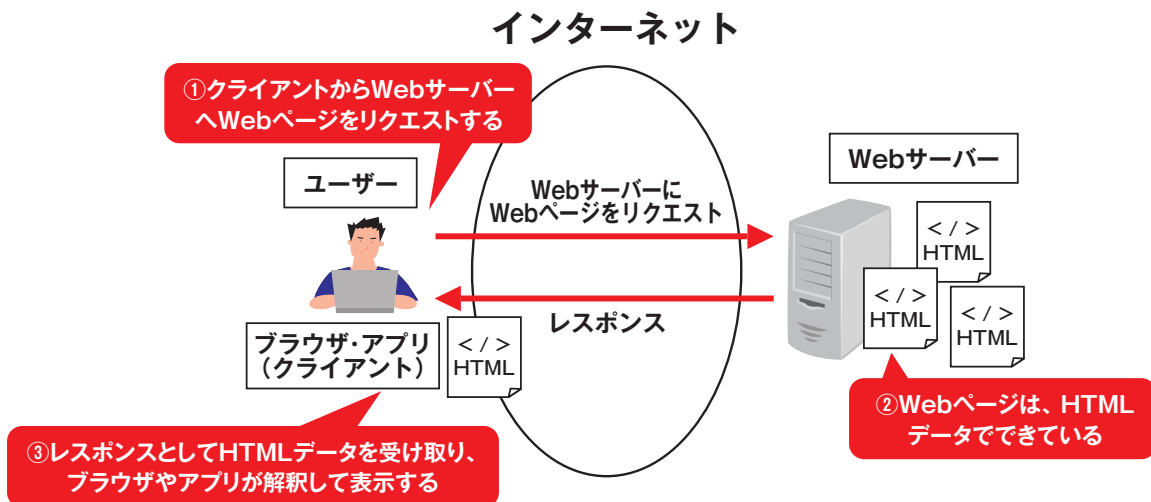 インターネット
①クライアントからWebサーバー
へWebページをリクエストする
ユーザー
Webサーバーに
Webページをリクエスト
Webサーバー
</>
HTML
</>
HTML
</>
HTML
レスポンス
ブラウザ・アプリ
(クライアント)
</>
HTML
②Webページは、HTML
データでできている
③レスポンスとしてHTMLデータを受け取り、
ブラウザやアプリが解釈して表示する